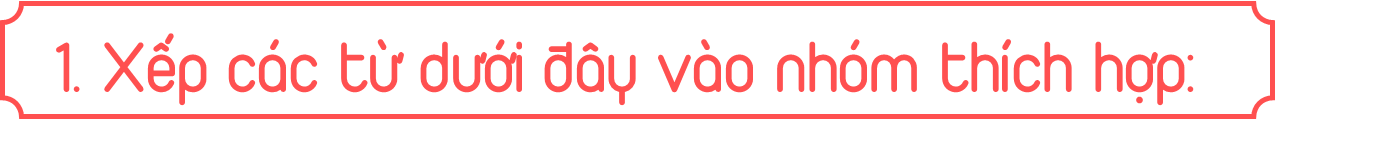 1. Xếp các từ dưới đây vào nhóm thích hợp: